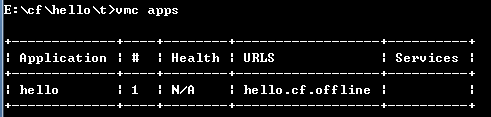 E:\cf\hello\t>vmc apps
+-------------+----+--------+------------------+----------+
| Application | # | Health | URLS | Services |
+-------------+----+--------+------------------+----------+
| hello | 1 | N/A | hello.cf.offline | |
+-------------+----+--------+------------------+----------+